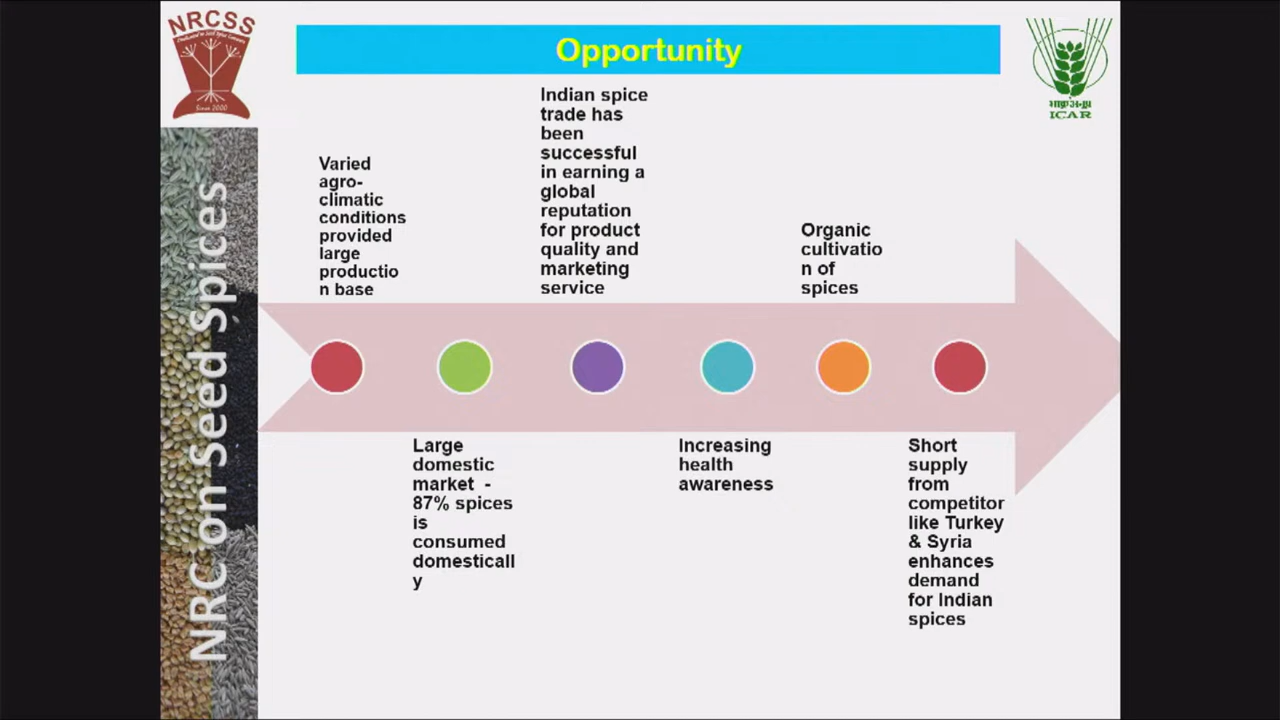 NRCSS
Since 2000
Opportunity
ICAR
NRC on Seed Spices
Varied
agro-
climatic
conditions
provided
large
productio
n base
Large
domestic
market -
87% spices
is
consumed
domesticall
y
Indian spice
trade has
been
successful
in earning a
global
reputation
for product
quality and
marketing
service
Increasing
health
awareness
Organic
cultivatio
n of
spices
Short
supply
from
competitor
like Turkey
& Syria
enhances
demand
for Indian
spices